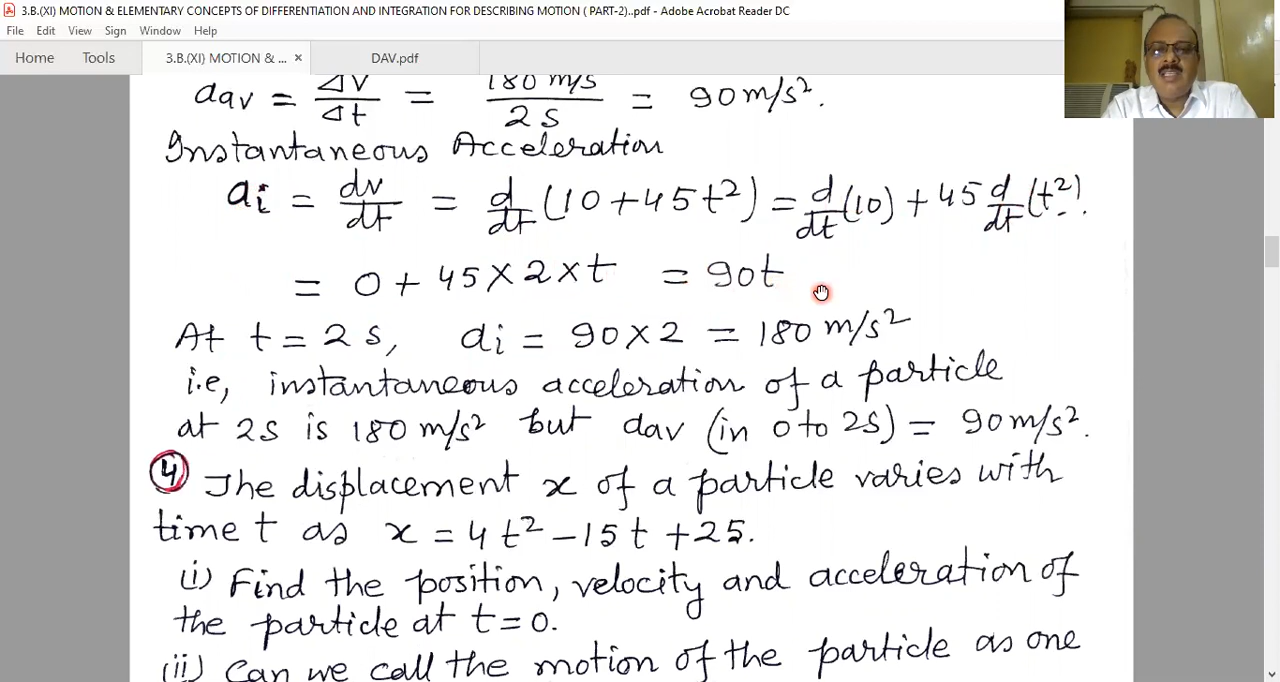 3.B.(XI) MOTION & ELEMENTARY CONCEPTS OF DIFFERENTIATION AND INTEGRATION FOR DESCRIBING MOTION ( PART-2)..pdf - Adobe Acrobat Reader DC
File Edit View Sign Window Help
Home Tools 3.B.(XI) MOTION & ... × DAV.pdf
aav = ΔV/Δt = 180 m/s / 2 s = 90 m/s².
Instantaneous Acceleration
ai = dv/dt = d/dt (10 + 45t²) = d/dt (10) + 45 d/dt (t²).
= 0 + 45 × 2 × t = 90t
At t = 2 s, ai = 90 × 2 = 180 m/s²
i.e, instantaneous acceleration of a particle
at 2s is 180 m/s² but aav (in 0 to 2s) = 90 m/s².
④ The displacement x of a particle varies with
time t as x = 4t² – 15t + 25.
(i) Find the position, velocity and acceleration of
the particle at t = 0.
(ii) Can we call the motion of the particle as one